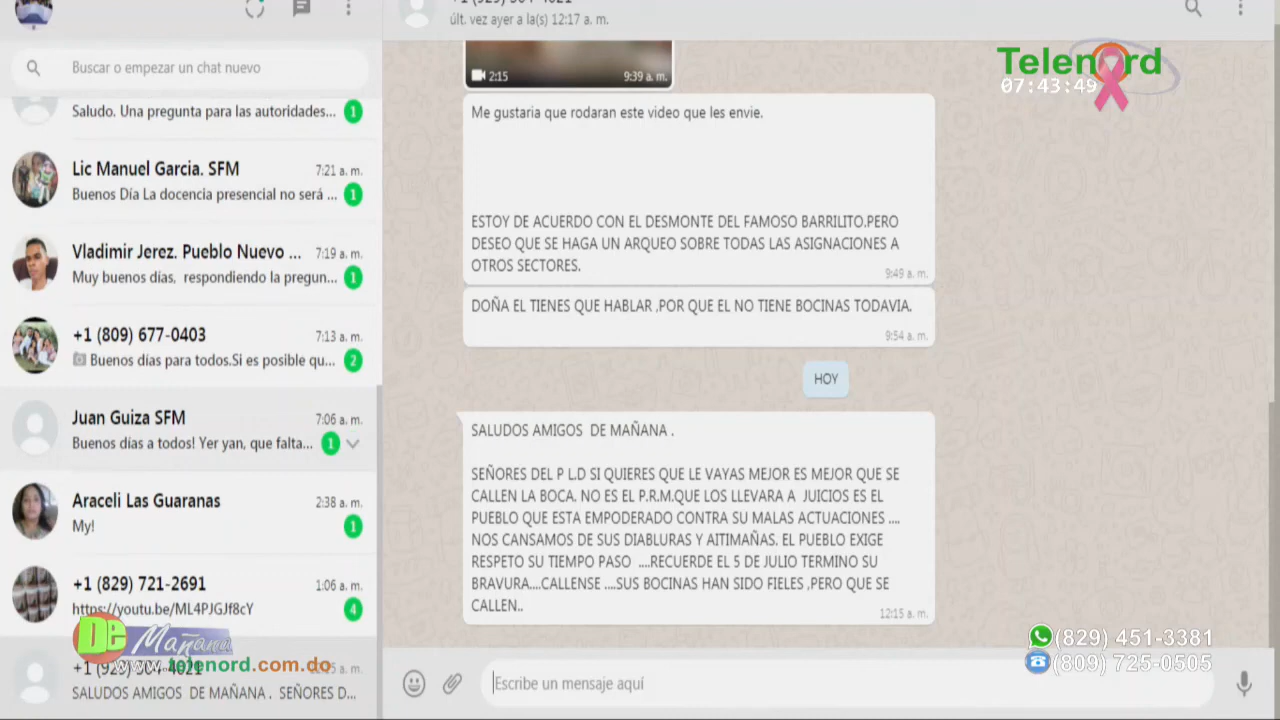 Buscar o empezar un chat nuevo
Saludo. Una pregunta para las autoridades...
1
Lic Manuel Garcia. SFM
7:21 a. m.
Buenos Día La docencia presencial no será ...
1
Vladimir Jerez. Pueblo Nuevo ...
7:19 a. m.
Muy buenos días,  respondiendo la pregun...
1
+1 (809) 677-0403
7:13 a. m.
Buenos días para todos.Si es posible qu...
2
Juan Guiza SFM
7:06 a. m.
Buenos días a todos! Yer yan, que falta...
1
Araceli Las Guaranas
2:38 a. m.
My!
1
+1 (829) 721-2691
1:06 a. m.
https://youtu.be/ML4PJGJf8cY
4
De Mañana
www.telenord.com.do
SALUDOS AMIGOS  DE MAÑANA .  SEÑORES D...
últ. vez ayer a la(s) 12:17 a. m.
2:15
9:39 a. m.
Me gustaria que rodaran este video que les envie.
ESTOY DE ACUERDO CON EL DESMONTE DEL FAMOSO BARRILITO.PERO
DESEO QUE SE HAGA UN ARQUEO SOBRE TODAS LAS ASIGNACIONES A
OTROS SECTORES.
9:49 a. m.
DOÑA EL TIENES QUE HABLAR ,POR QUE EL NO TIENE BOCINAS TODAVIA.
9:54 a. m.
HOY
SALUDOS AMIGOS  DE MAÑANA .
SEÑORES DEL P L.D SI QUIERES QUE LE VAYAS MEJOR ES MEJOR QUE SE
CALLEN LA BOCA. NO ES EL P.R.M.QUE LOS LLEVARA A  JUICIOS ES EL
PUEBLO QUE ESTA EMPODERADO CONTRA SU MALAS ACTUACIONES ....
NOS CANSAMOS DE SUS DIABLURAS Y AITIMAÑAS. EL PUEBLO EXIGE
RESPETO SU TIEMPO PASO  ....RECUERDE EL 5 DE JULIO TERMINO SU
BRAVURA....CALLENSE ....SUS BOCINAS HAN SIDO FIELES ,PERO QUE SE
CALLEN..
12:15 a. m.
Escribe un mensaje aquí
Telenord
07:43:49
(829) 451-3381
(809) 725-0505